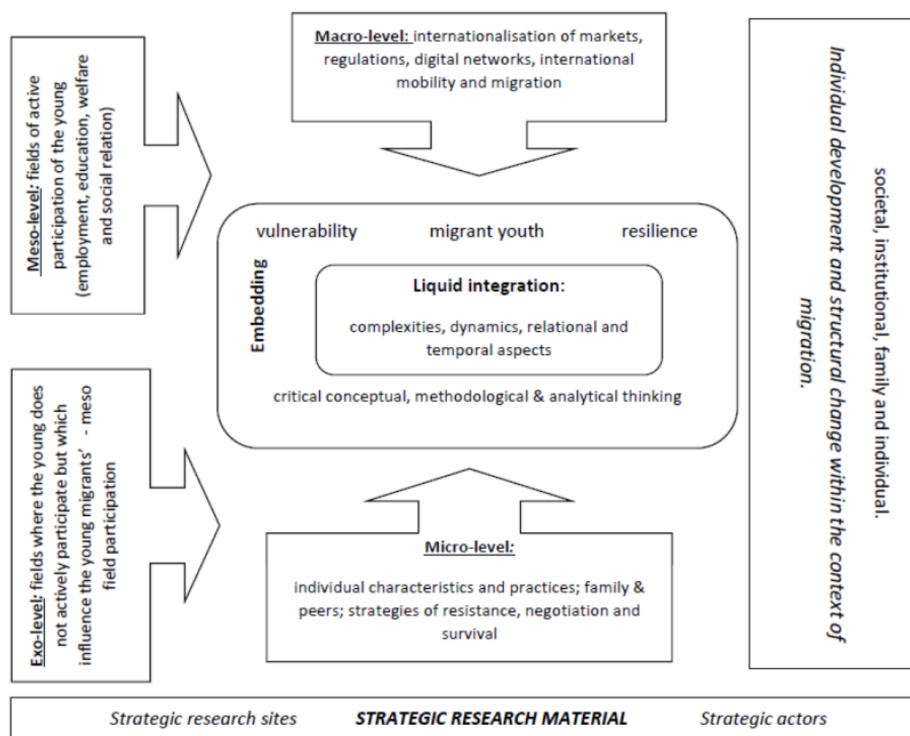 Macro-level: internationalisation of markets,
regulations, digital networks, international
mobility and migration
Meso-level: fields of active
participation of the young
(employment, education, welfare
and social relation)
vulnerability migrant youth resilience
Embedding
Liquid integration:
complexities, dynamics, relational and
temporal aspects
critical conceptual, methodological & analytical thinking
Exo-level: fields where the young does
not actively participate but which
influence the young migrants’ - meso
field participation
Micro-level:
individual characteristics and practices; family &
peers; strategies of resistance, negotiation and
survival
societal, institutional, family and individual.
Individual development and structural change within the context of
migration.
Strategic research sites STRATEGIC RESEARCH MATERIAL Strategic actors